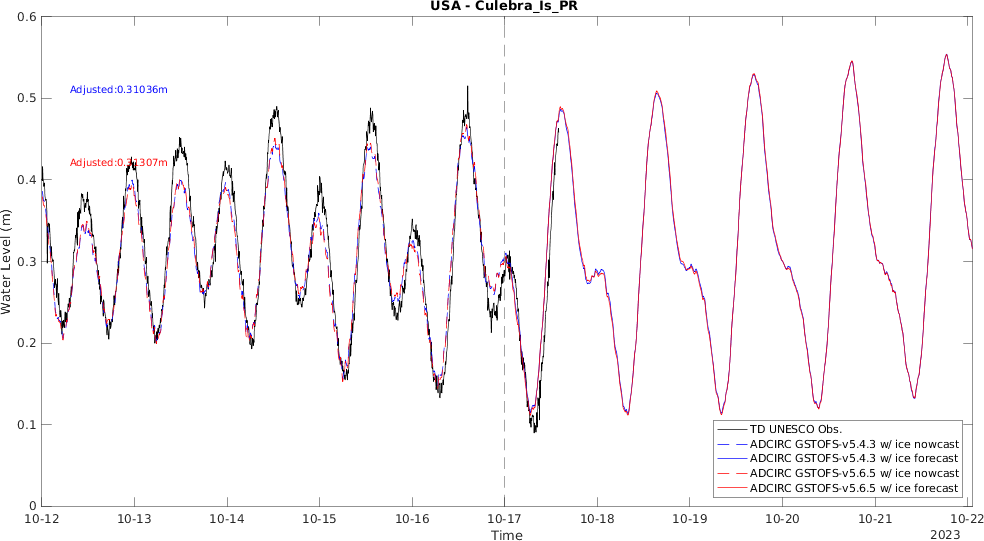 USA - Culebra_Is_PR
0.6
0.5
0.4
0.3
0.2
0.1
0
Water Level (m)
Adjusted:0.31036m
Adjusted:0.31307m
TD UNESCO Obs.
ADCIRC GSTOFS-v5.4.3 w/ ice nowcast
ADCIRC GSTOFS-v5.4.3 w/ ice forecast
ADCIRC GSTOFS-v5.6.5 w/ ice nowcast
ADCIRC GSTOFS-v5.6.5 w/ ice forecast
10-12 10-13 10-14 10-15 10-16 10-17 10-18 10-19 10-20 10-21 10-22
Time
2023